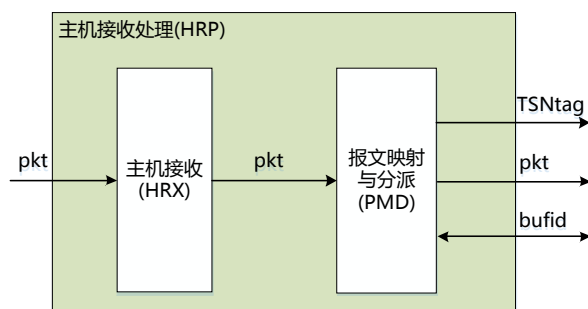 主机接收处理(HRP)
pkt
主机接收
(HRX)
pkt
报文映射
与分派
(PMD)
TSNtag
pkt
bufid